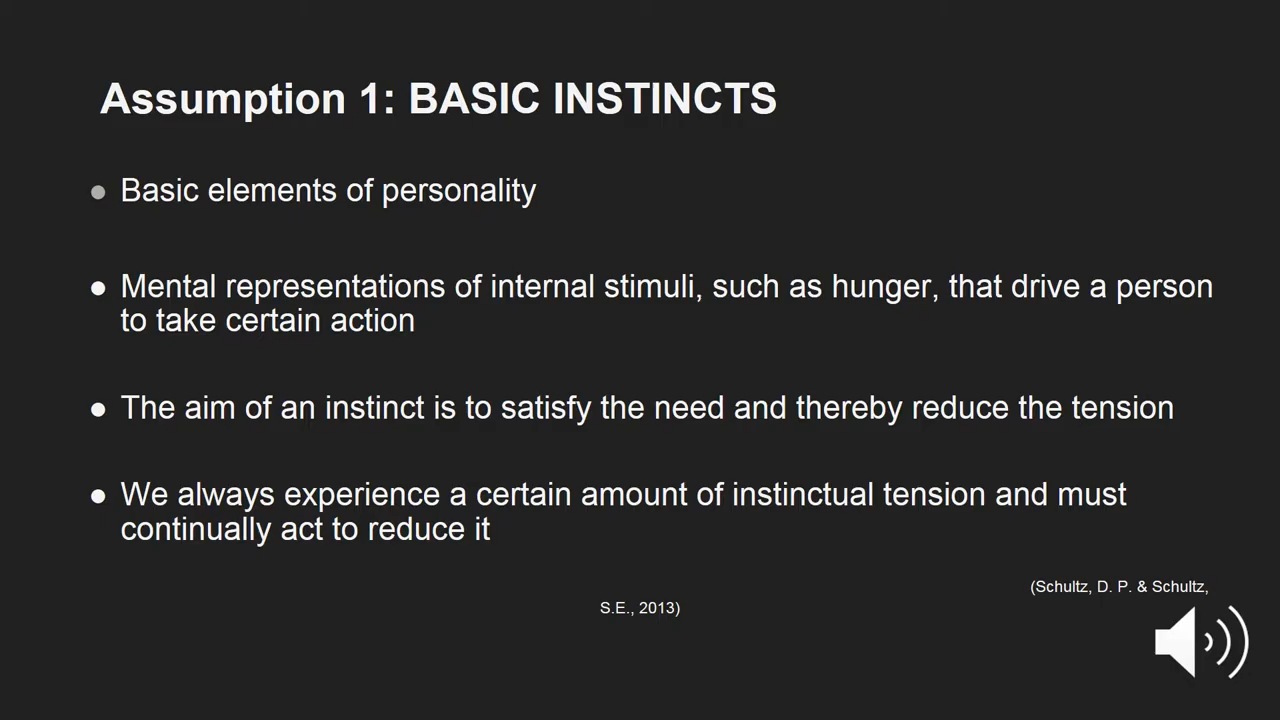 Assumption 1: BASIC INSTINCTS
● Basic elements of personality
● Mental representations of internal stimuli, such as hunger, that drive a person
to take certain action
● The aim of an instinct is to satisfy the need and thereby reduce the tension
● We always experience a certain amount of instinctual tension and must
continually act to reduce it
(Schultz, D. P. & Schultz,
S.E., 2013)